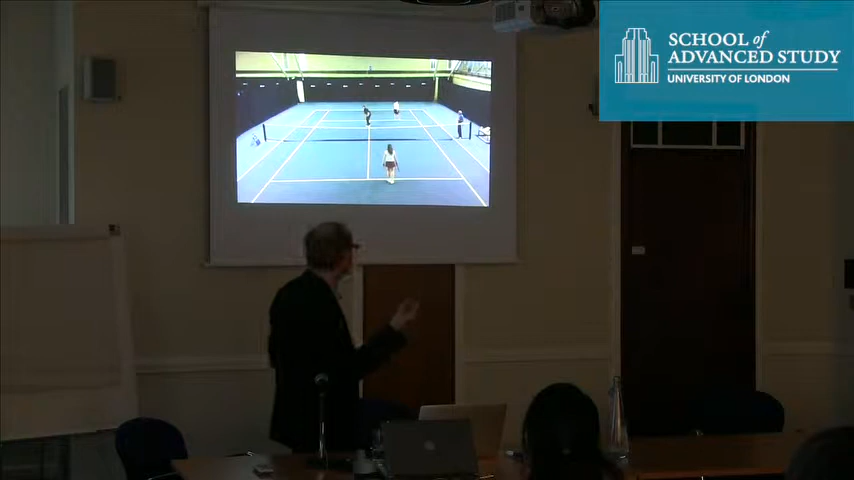 SCHOOL of
ADVANCED STUDY
UNIVERSITY OF LONDON